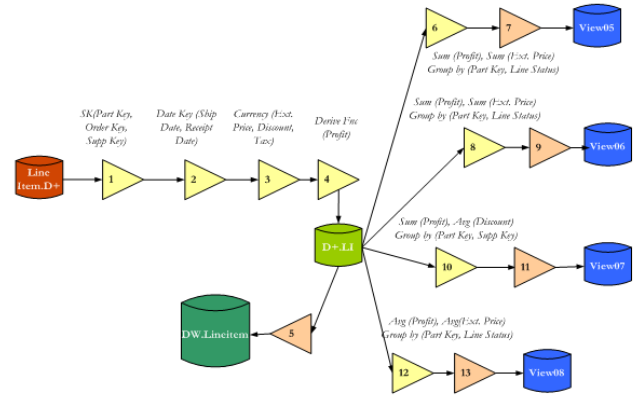 6
7
View05
Sum (Profit), Sum (Ext. Price)
Group by (Part Key, Line Status)
SK(Part Key,
Order Key,
Supp Key)
Date Key (Ship
Date, Receipt
Date)
Currency (Ext.
Price, Discount,
Tax)
Derive Fnc
(Profit)
Sum (Profit), Sum (Ext. Price)
Group by (Part Key, Line Status)
8
9
View06
Line
Item.D+
1
2
3
4
Sum (Profit), Avg (Discount)
Group by (Part Key, Supp Key)
D+.LI
10
11
View07
DW.Lineitem
5
Avg (Profit), Avg(Ext. Price)
Group by (Part Key, Line Status)
12
13
View08